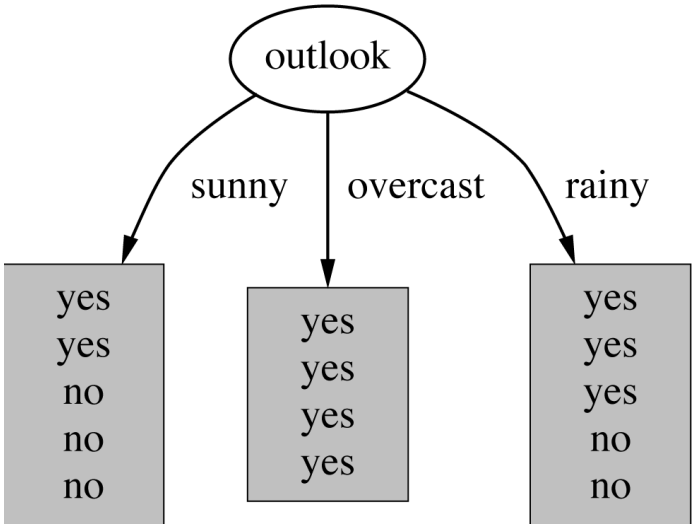 outlook
sunny overcast rainy
yes
yes
no
no
no
yes
yes
yes
yes
yes
yes
yes
no
no